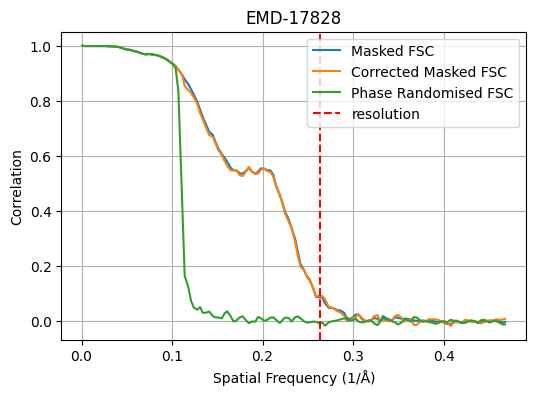 EMD-17828
Masked FSC
Corrected Masked FSC
Phase Randomised FSC
resolution
Correlation
1.0
0.8
0.6
0.4
0.2
0.0
0.0 0.1 0.2 0.3 0.4
Spatial Frequency (1/Å)